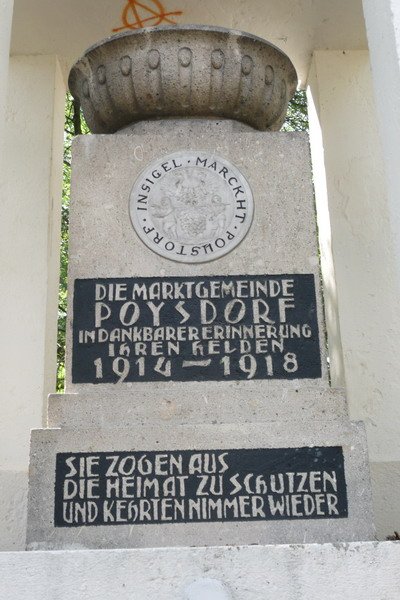 INSIGEL · MARCKHT · POUSTORF ·
DIE MARKTGEMEINDE
POYSDORF
IN DANKBARER ERINNERUNG
IHREN HELDEN
1914 — 1918
SIE ZOGEN AUS
DIE HEIMAT ZU SCHÜTZEN
UND KEHRTEN NIMMER WIEDER